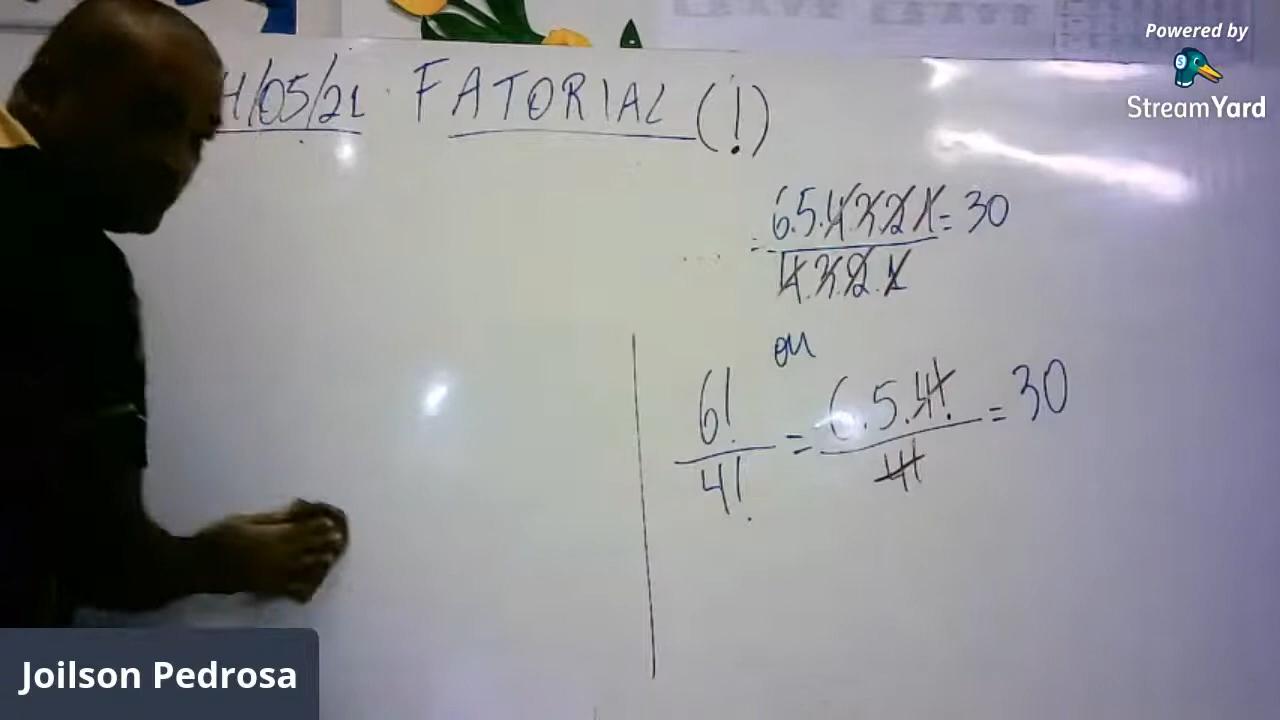 Powered by
StreamYard
4/05/21 FATORIAL (!)
= 6.5.4.3.2.1 = 30
4.3.2.1
ou
6! = 6.5.4! = 30
4! 4!
Joilson Pedrosa